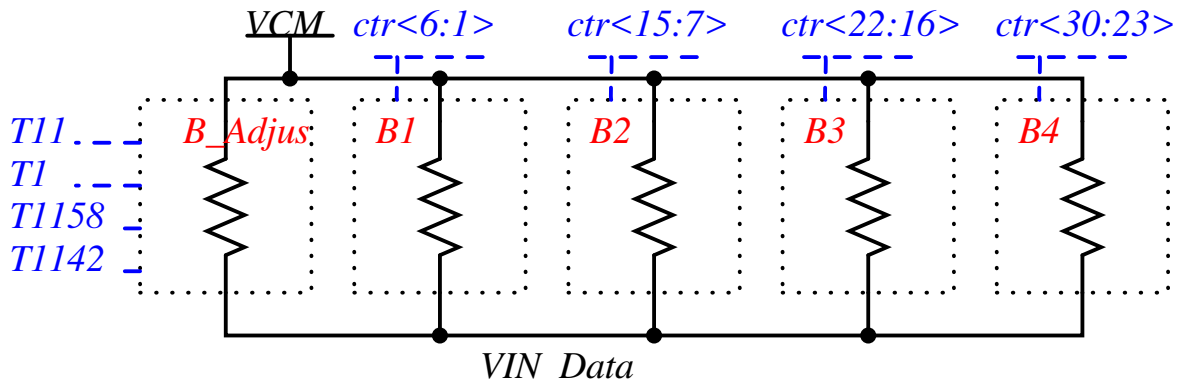 VCM ctr<6:1> ctr<15:7> ctr<22:16> ctr<30:23>
T11 B_Adjus B1 B2 B3 B4
T1
T1158
T1142
VIN Data